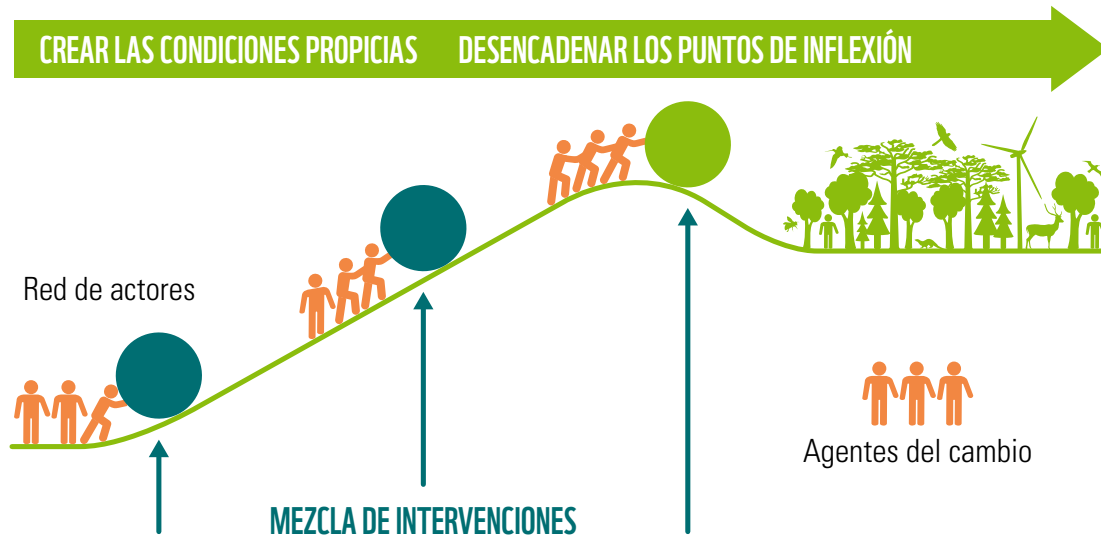 CREAR LAS CONDICIONES PROPICIAS DESENCADENAR LOS PUNTOS DE INFLEXIÓN
Red de actores
Agentes del cambio
MEZCLA DE INTERVENCIONES